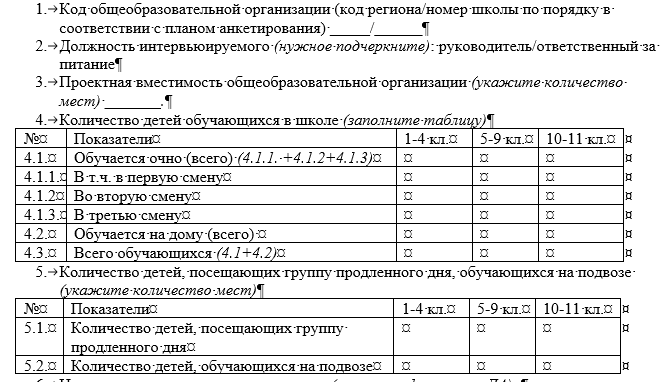 1. Код общеобразовательной организации (код региона/номер школы по порядку в
соответствии с планом анкетирования) _____/______
2. Должность интервьюируемого (нужное подчеркните): руководитель/ответственный за
питание
3. Проектная вместимость общеобразовательной организации (укажите количество
мест) _______.
4. Количество детей обучающихся в школе (заполните таблицу)
№ Показатели 1-4 кл. 5-9 кл. 10-11 кл.
4.1. Обучается очно (всего) (4.1.1. +4.1.2+4.1.3)
4.1.1. В т.ч. в первую смену
4.1.2 Во вторую смену
4.1.3. В третью смену
4.2. Обучается на дому (всего)
4.3. Всего обучающихся (4.1+4.2)
5. Количество детей, посещающих группу продленного дня, обучающихся на подвозе
(укажите количество мест)
№ Показатели 1-4 кл. 5-9 кл. 10-11 кл.
5.1. Количество детей, посещающих группу
продленного дня
5.2. Количество детей, обучающихся на подвозе